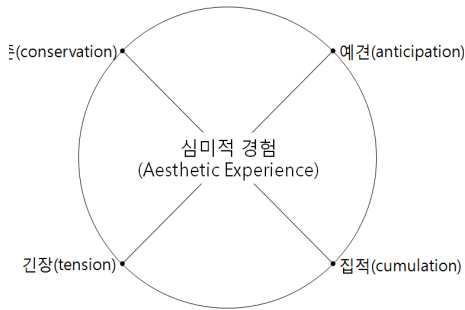 (conservation)
예견(anticipation)
심미적 경험
(Aesthetic Experience)
긴장(tension)
집적(cumulation)